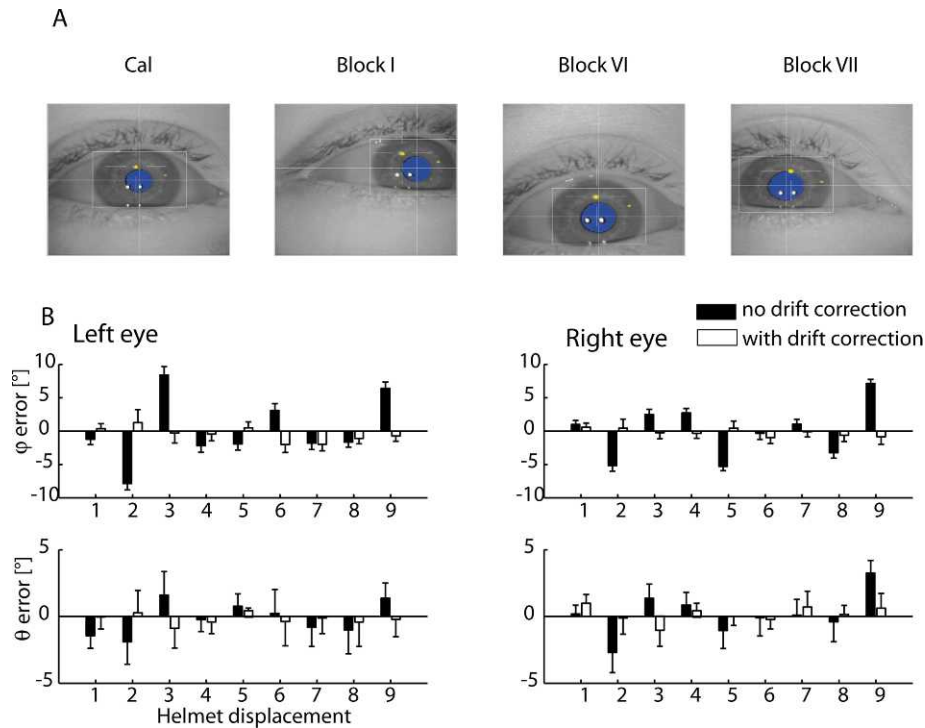 A
Cal Block I Block VI Block VII
B
Left eye
Right eye
no drift correction
with drift correction
φ error [°]
10
5
0
-5
-10
1 2 3 4 5 6 7 8 9
10
5
0
-5
-10
1 2 3 4 5 6 7 8 9
θ error [°]
5
0
-5
1 2 3 4 5 6 7 8 9
Helmet displacement
5
0
-5
1 2 3 4 5 6 7 8 9